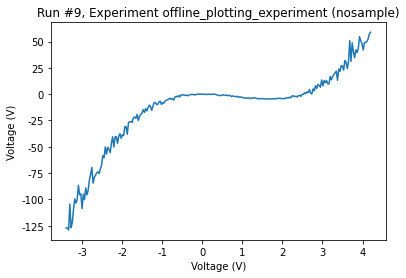 Run #9, Experiment offline_plotting_experiment (nosample)
Voltage (V)
50
25
0
-25
-50
-75
-100
-125
-3 -2 -1 0 1 2 3 4
Voltage (V)